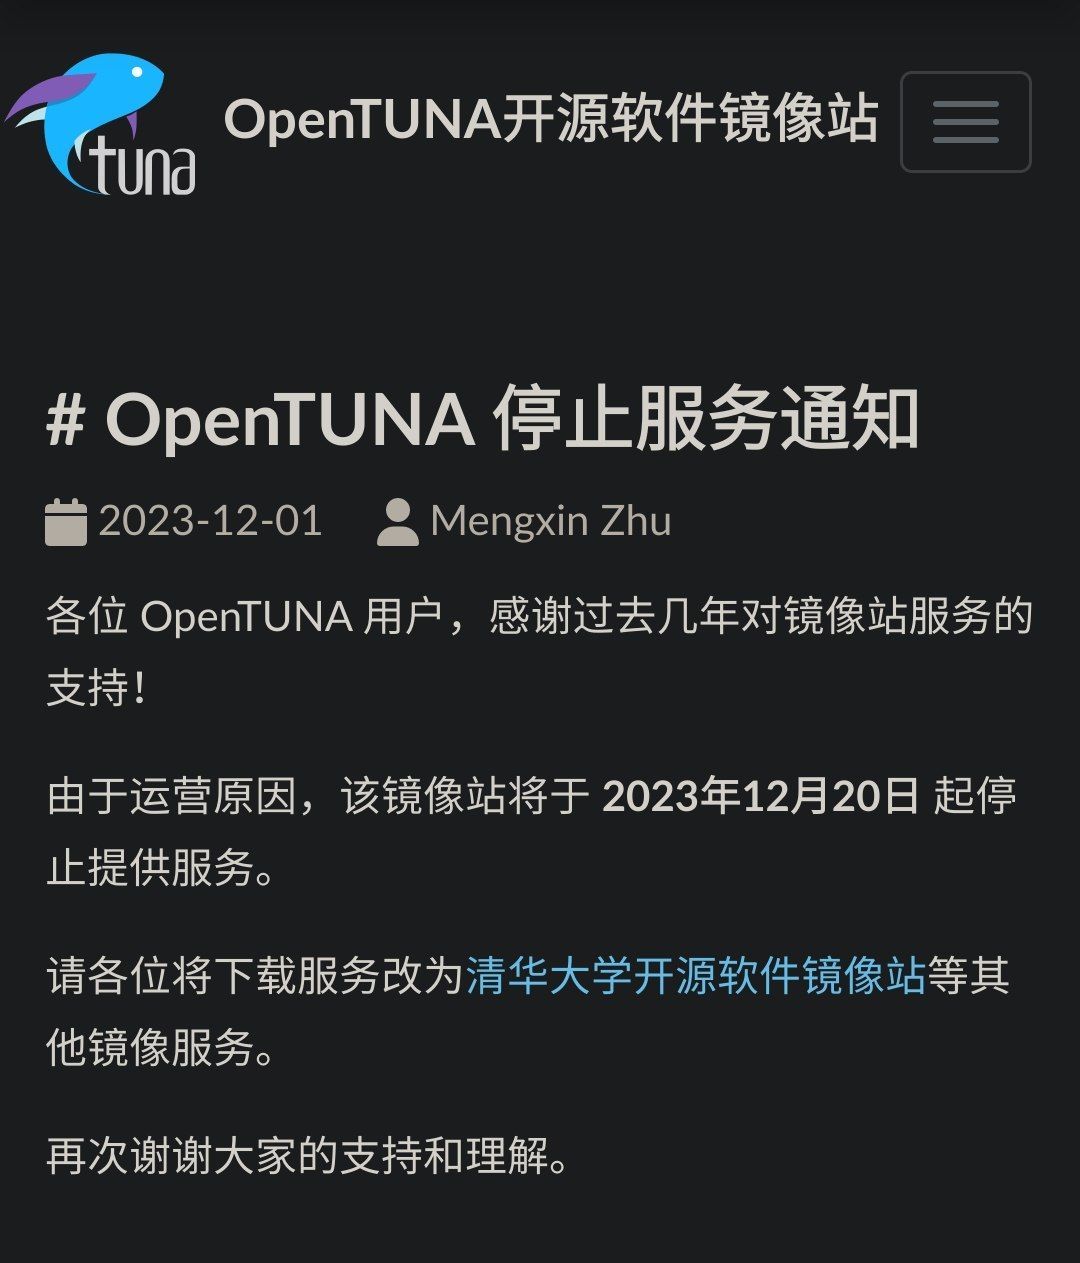 tuna
OpenTUNA开源软件镜像站
# OpenTUNA 停止服务通知
2023-12-01 Mengxin Zhu
各位 OpenTUNA 用户，感谢过去几年对镜像站服务的
支持！
由于运营原因，该镜像站将于 2023年12月20日 起停
止提供服务。
请各位将下载服务改为清华大学开源软件镜像站等其
他镜像服务。
再次谢谢大家的支持和理解。